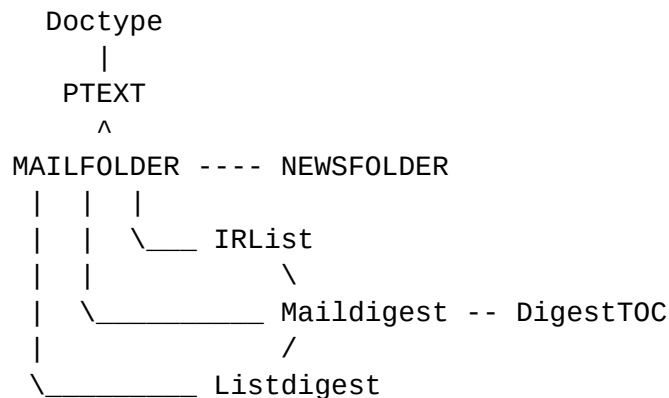 Doctype
|
PTEXT
^
MAILFOLDER ---- NEWSFOLDER
| | |
| | \___ IRList
| | \
| \__________ Maildigest -- DigestTOC
| /
\_________ Listdigest